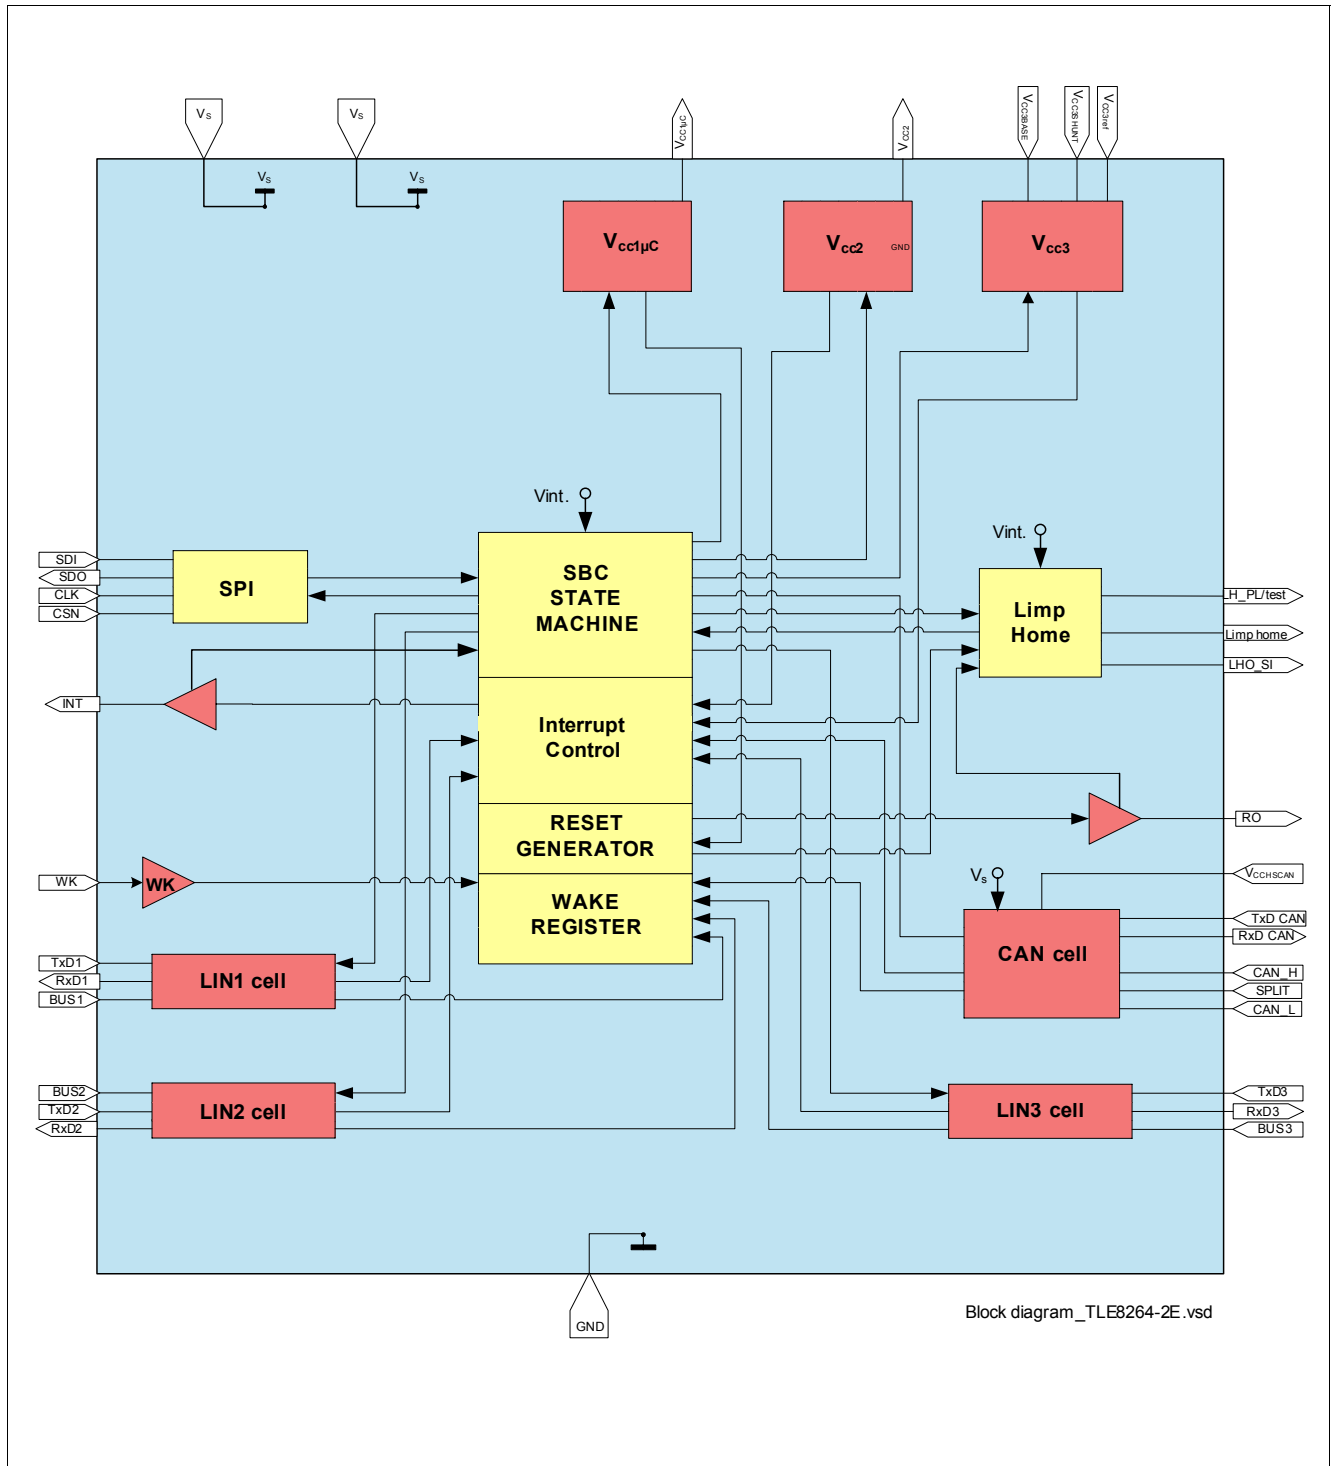 Vs
Vs
Vcc1µC
VCC2
VCC3BASE
VCC3SHUNT
VCC3ref
Vs
Vs
Vcc1µC
Vcc2
GND
Vcc3
Vint.
Vint.
SDI
SDO
CLK
CSN
SPI
SBC
STATE
MACHINE
Limp
Home
LH_PL/test
Limp home
LHO_SI
INT
Interrupt
Control
RESET
GENERATOR
RO
WK
WK
WAKE
REGISTER
Vs
VCCHSCAN
CAN cell
TxD CAN
RxD CAN
CAN_H
SPLIT
CAN_L
TxD1
RxD1
BUS1
LIN1 cell
BUS2
TxD2
RxD2
LIN2 cell
LIN3 cell
TxD3
RxD3
BUS3
GND
Block diagram_TLE8264-2E.vsd